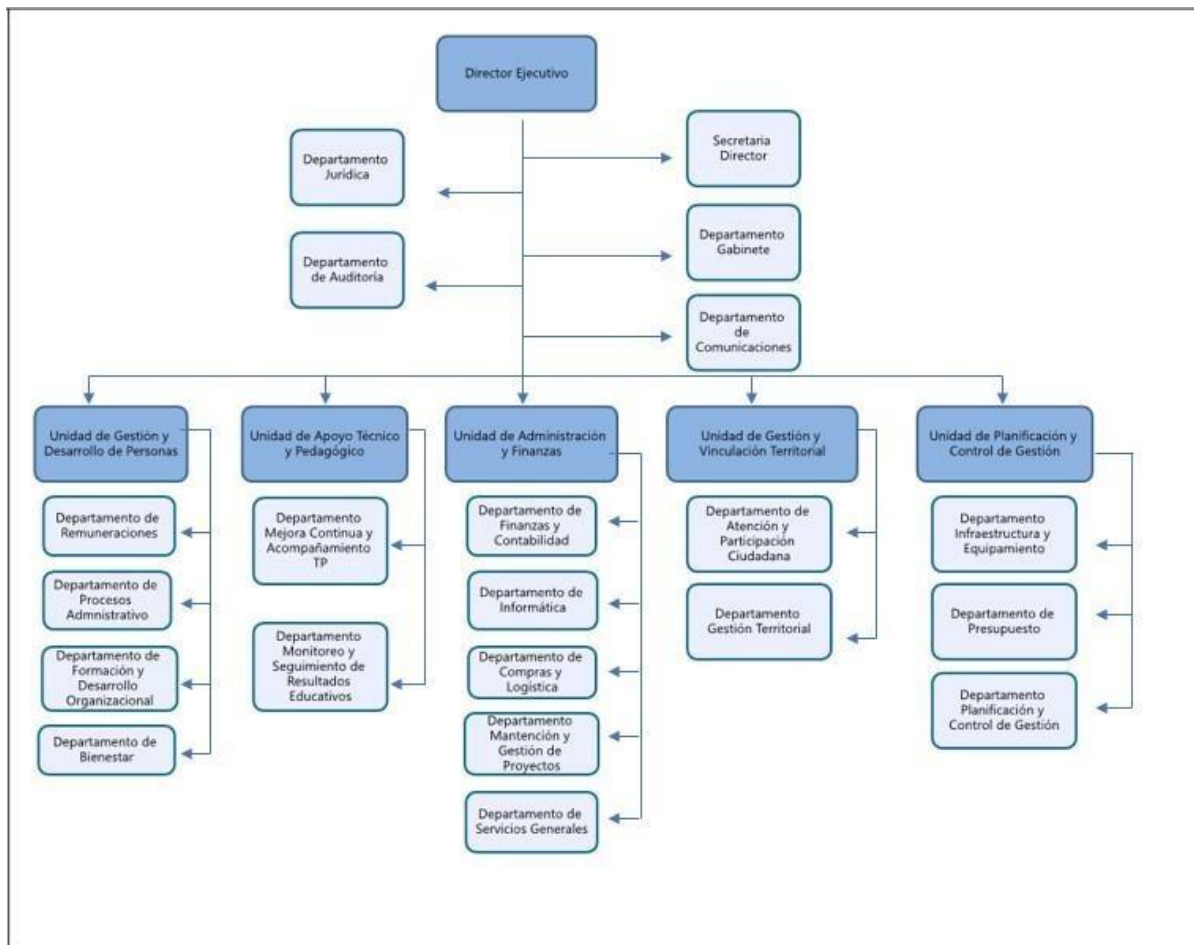 Director Ejecutivo
Departamento
Jurídica
Secretaria
Director
Departamento
de Auditoría
Departamento
Gabinete
Departamento
de
Comunicaciones
Unidad de Gestión y
Desarrollo de Personas
Unidad de Apoyo Técnico
y Pedagógico
Unidad de Administración
y Finanzas
Unidad de Gestión y
Vinculación Territorial
Unidad de Planificación y
Control de Gestión
Departamento de
Remuneraciones
Departamento de
Procesos Admnistrativo
Departamento de
Formación y
Desarrollo
Organizacional
Departamento de
Bienestar
Departamento
Mejora Continua y
Acompañamiento
TP
Departamento
Monitoreo y
Seguimiento de
Resultados
Educativos
Departamento de
Finanzas y
Contabilidad
Departamento de
Informática
Departamento de
Compras y
Logística
Departamento
Mantención y
Gestión de
Proyectos
Departamento de
Servicios Generales
Departamento de
Atención y
Participación
Ciudadana
Departamento
Gestión Territorial
Departamento
Infraestructura y
Equipamiento
Departamento de
Presupuesto
Departamento
Planificación y
Control de Gestión